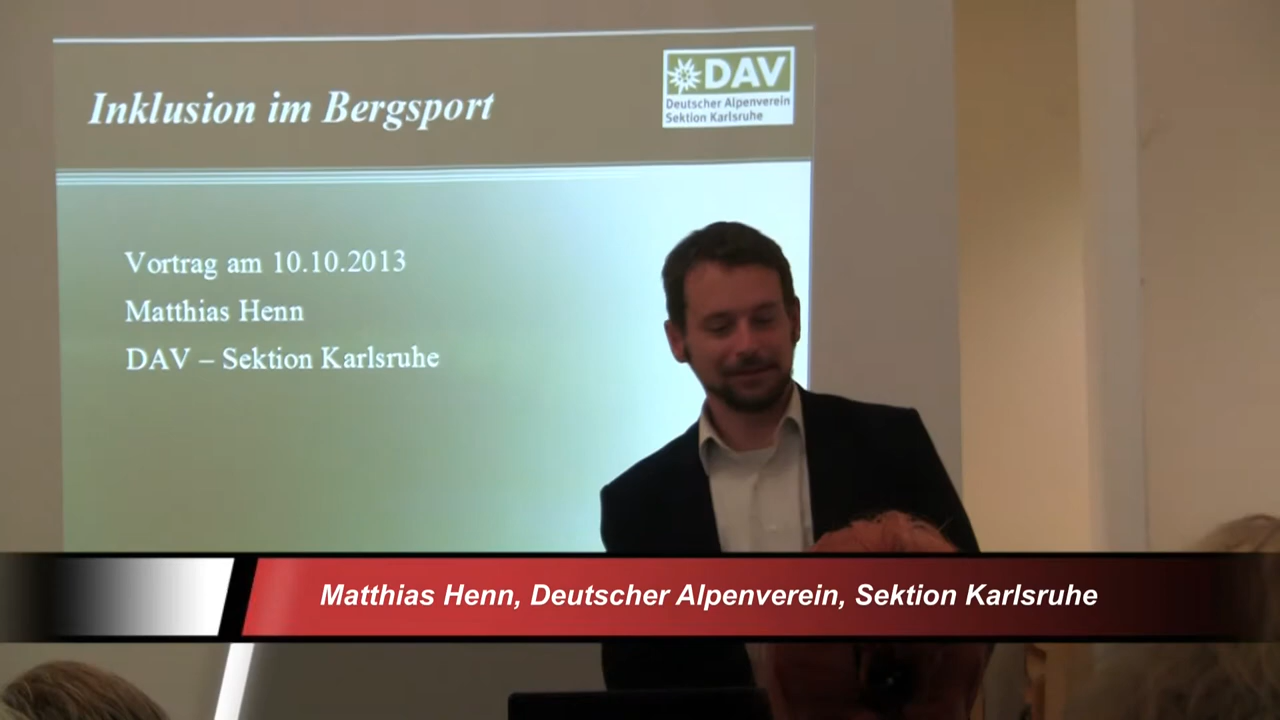 Inklusion im Bergsport
DAV
Deutscher Alpenverein
Sektion Karlsruhe
Vortrag am 10.10.2013
Matthias Henn
DAV – Sektion Karlsruhe
Matthias Henn, Deutscher Alpenverein, Sektion Karlsruhe